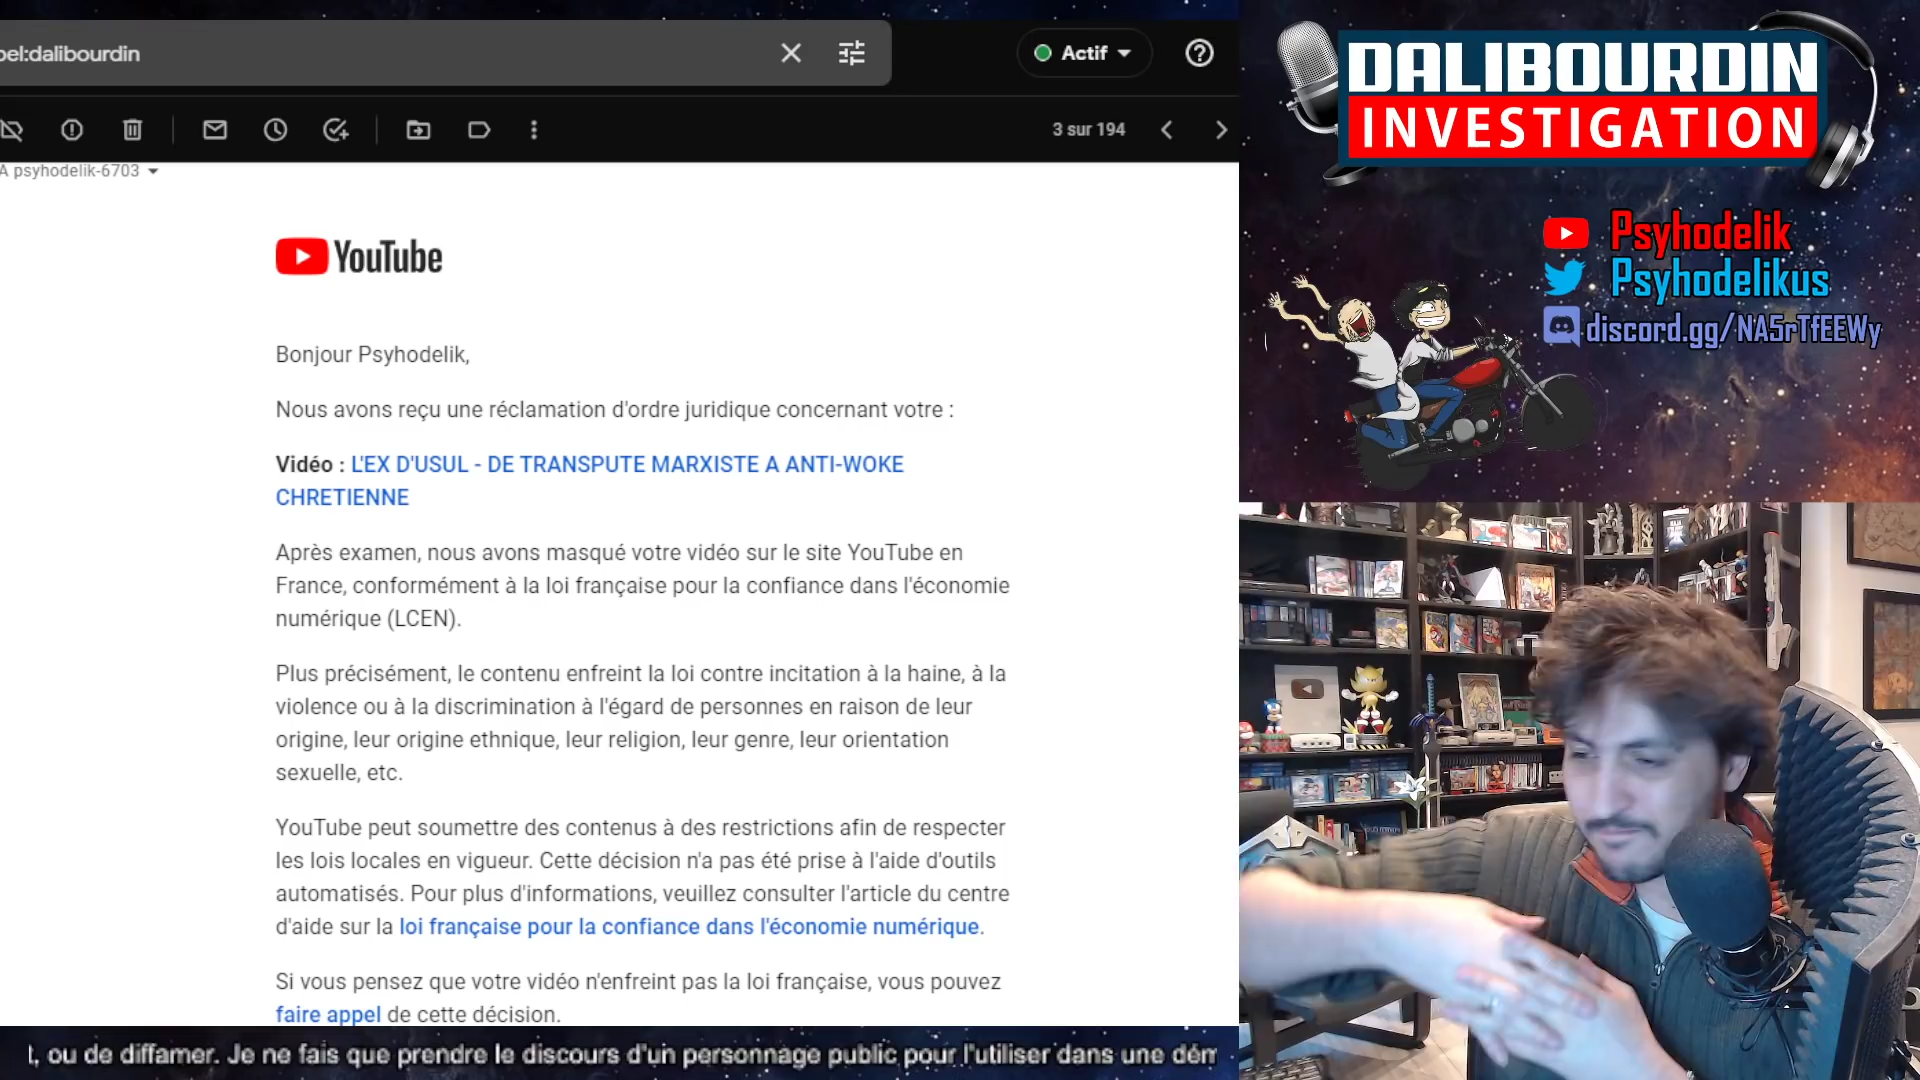 bel:dalibourdin
Actif
3 sur 194
A psyhodelik-6703
YouTube
Bonjour Psyhodelik,
Nous avons reçu une réclamation d'ordre juridique concernant votre :
Vidéo : L'EX D'USUL - DE TRANSPUTE MARXISTE A ANTI-WOKE
CHRETIENNE
Après examen, nous avons masqué votre vidéo sur le site YouTube en
France, conformément à la loi française pour la confiance dans l'économie
numérique (LCEN).
Plus précisément, le contenu enfreint la loi contre incitation à la haine, à la
violence ou à la discrimination à l'égard de personnes en raison de leur
origine, leur origine ethnique, leur religion, leur genre, leur orientation
sexuelle, etc.
YouTube peut soumettre des contenus à des restrictions afin de respecter
les lois locales en vigueur. Cette décision n'a pas été prise à l'aide d'outils
automatisés. Pour plus d'informations, veuillez consulter l'article du centre
d'aide sur la loi française pour la confiance dans l'économie numérique.
Si vous pensez que votre vidéo n'enfreint pas la loi française, vous pouvez
faire appel de cette décision.
, ou de diffamer. Je ne fais que prendre le discours d'un personnage public pour l'utiliser dans une
DALIBOURDIN
INVESTIGATION
Psyhodelik
Psyhodelikus
discord.gg/NA5rTfEEWy